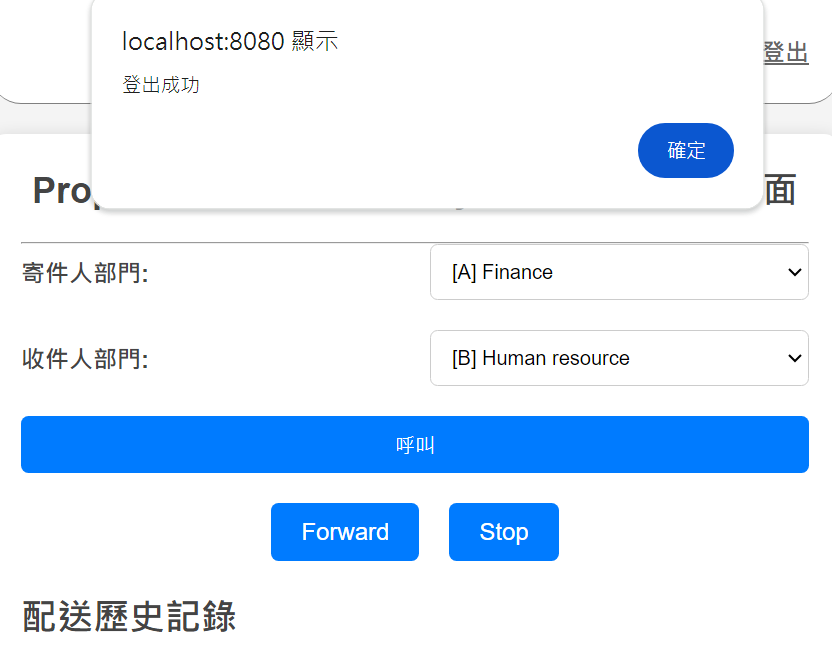 localhost:8080 顯示
登出成功
登出
確定
面
寄件人部門:
[A] Finance
收件人部門:
[B] Human resource
呼叫
Forward
Stop
配送歷史記錄